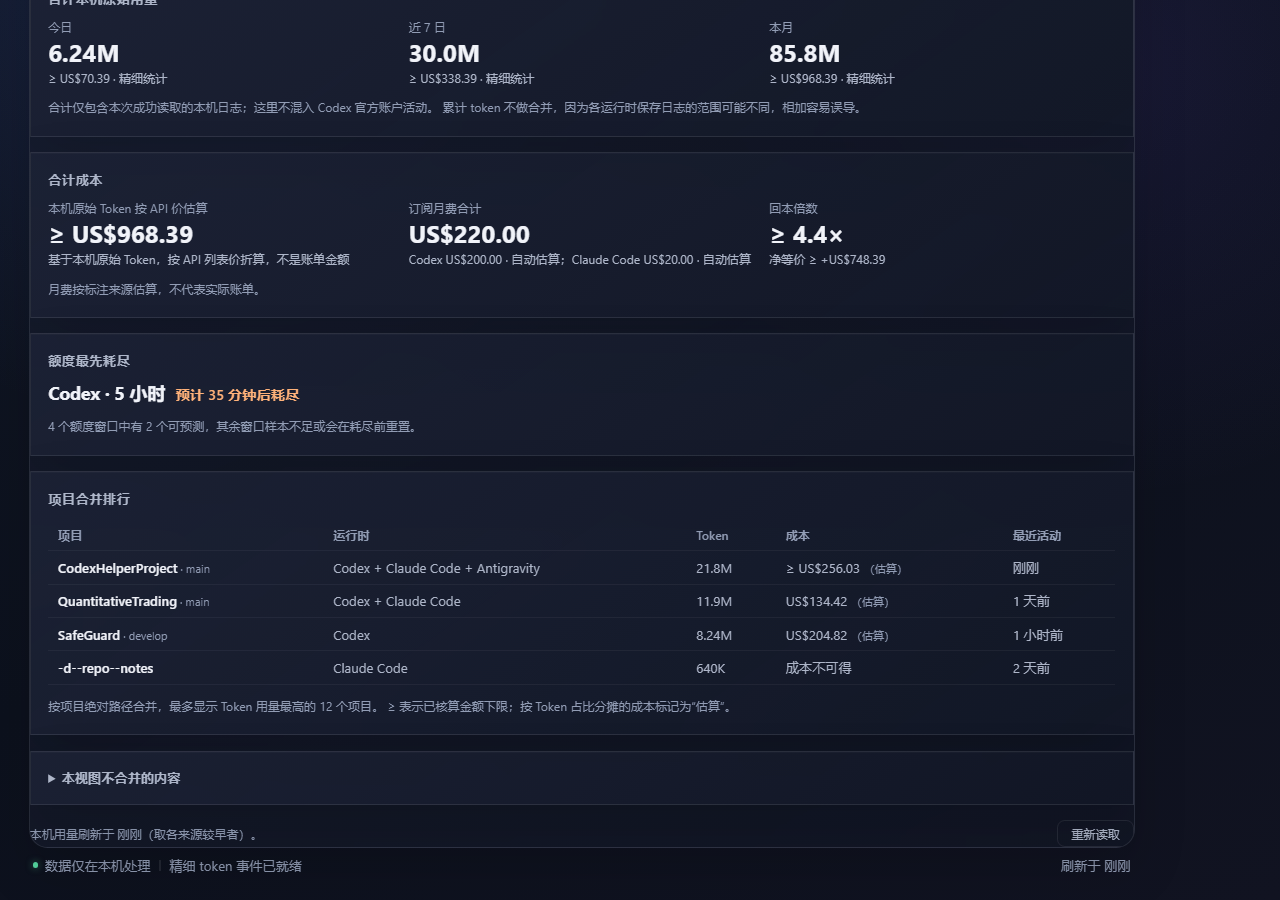 合计本机原始用量
今日 近 7 日 本月
6.24M 30.0M 85.8M
≥ US$70.39 · 精细统计 ≥ US$338.39 · 精细统计 ≥ US$968.39 · 精细统计
合计仅包含本次成功读取的本机日志；这里不混入 Codex 官方账户活动。 累计 token 不做合并，因为各运行时保存日志的范围可能不同，相加容易误导。
合计成本
本机原始 Token 按 API 价估算 订阅月费合计 回本倍数
≥ US$968.39 US$220.00 ≥ 4.4×
基于本机原始 Token，按 API 列表价折算，不是账单金额 Codex US$200.00 · 自动估算；Claude Code US$20.00 · 自动估算 净等价 ≥ +US$748.39
月费按标注来源估算，不代表实际账单。
额度最先耗尽
Codex · 5 小时 预计 35 分钟后耗尽
4 个额度窗口中有 2 个可预测，其余窗口样本不足或会在耗尽前重置。
项目合并排行
项目 运行时 Token 成本 最近活动
CodexHelperProject · main Codex + Claude Code + Antigravity 21.8M ≥ US$256.03 （估算） 刚刚
QuantitativeTrading · main Codex + Claude Code 11.9M US$134.42 （估算） 1 天前
SafeGuard · develop Codex 8.24M US$204.82 （估算） 1 小时前
-d--repo--notes Claude Code 640K 成本不可得 2 天前
按项目绝对路径合并，最多显示 Token 用量最高的 12 个项目。 ≥ 表示已核算金额下限；按 Token 占比分摊的成本标记为“估算”。
▶ 本视图不合并的内容
本机用量刷新于 刚刚（取各来源较早者）。 重新读取
数据仅在本机处理 精细 token 事件已就绪 刷新于 刚刚